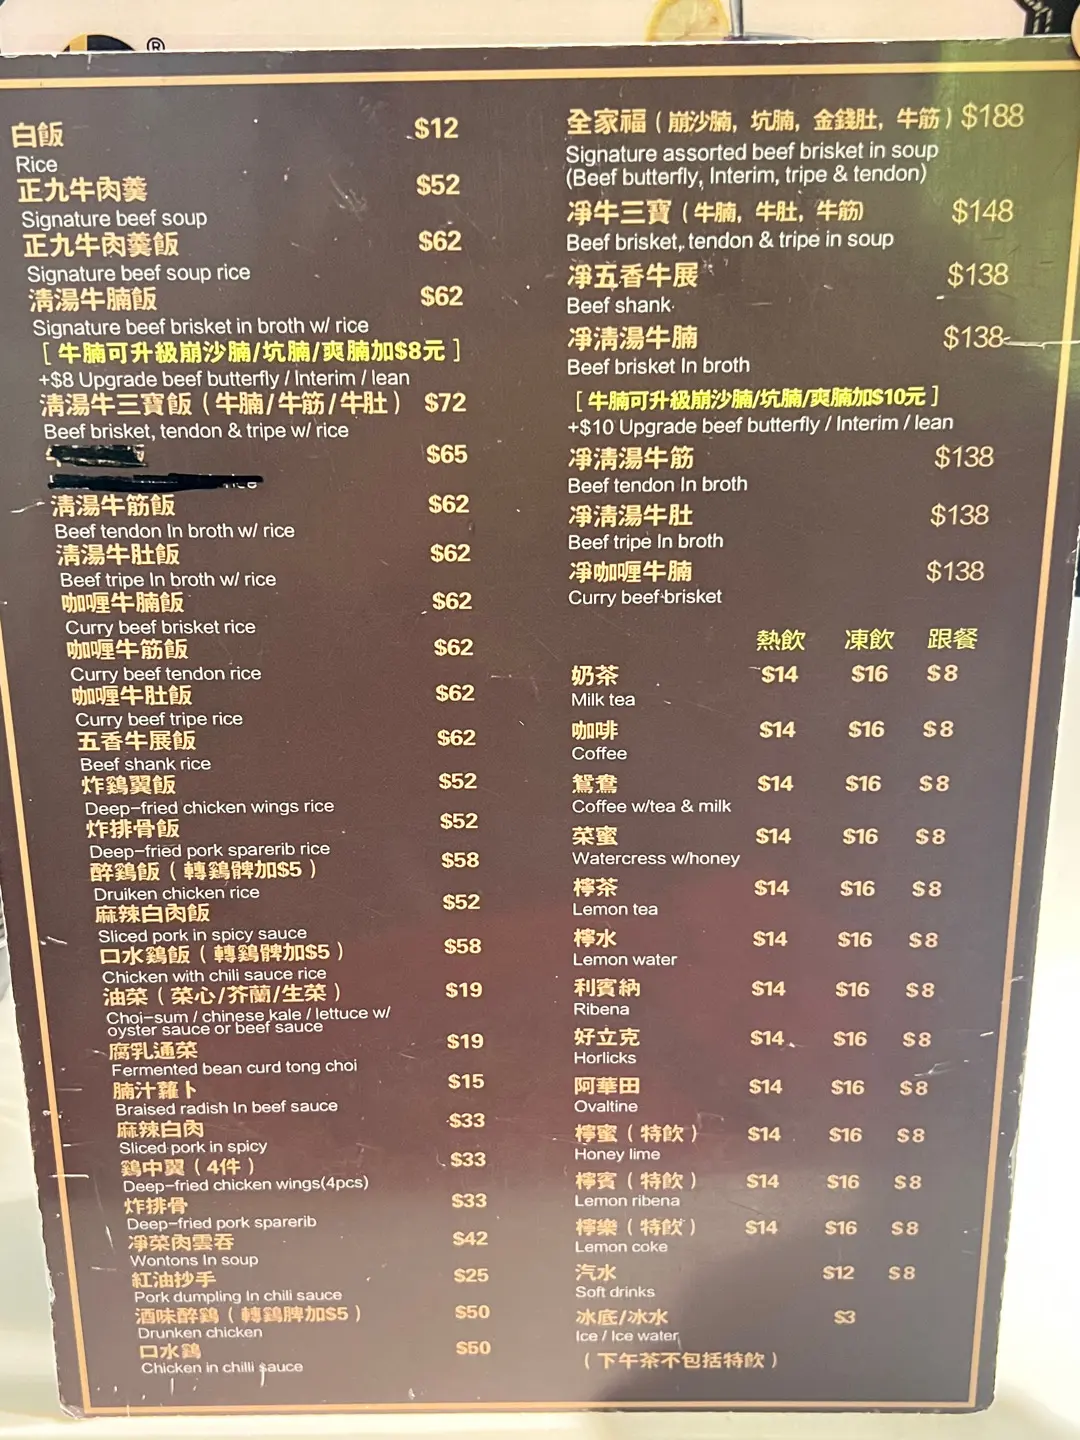 ®
白飯 $12
Rice
正九牛肉羹 $52
Signature beef soup
正九牛肉羹飯 $62
Signature beef soup rice
清湯牛腩飯 $62
Signature beef brisket in broth w/ rice
[ 牛腩可升級崩沙腩/坑腩/爽腩加$8元 ]
+$8 Upgrade beef butterfly / Interim / lean
清湯牛三寶飯 ( 牛腩/牛筋/牛肚 ) $72
Beef brisket, tendon & tripe w/ rice
$65
清湯牛筋飯 $62
Beef tendon In broth w/ rice
清湯牛肚飯 $62
Beef tripe In broth w/ rice
咖喱牛腩飯 $62
Curry beef brisket rice
咖喱牛筋飯 $62
Curry beef tendon rice
咖喱牛肚飯 $62
Curry beef tripe rice
五香牛展飯 $62
Beef shank rice
炸鷄翼飯 $52
Deep-fried chicken wings rice
炸排骨飯 $52
Deep-fried pork sparerib rice
醉鷄飯 ( 轉鷄髀加$5 ) $58
Druiken chicken rice
麻辣白肉飯 $52
Sliced pork in spicy sauce
口水鷄飯 ( 轉鷄髀加$5 ) $58
Chicken with chili sauce rice
油菜 ( 菜心/芥蘭/生菜 ) $19
Choi-sum / chinese kale / lettuce w/
oyster sauce or beef sauce
腐乳通菜 $19
Fermented bean curd tong choi
腩汁蘿卜 $15
Braised radish In beef sauce
麻辣白肉 $33
Sliced pork in spicy
鷄中翼 ( 4件 ) $33
Deep-fried chicken wings(4pcs)
炸排骨 $33
Deep-fried pork sparerib
凈菜肉雲吞 $42
Wontons In soup
紅油抄手 $25
Pork dumpling In chili sauce
酒味醉鷄 ( 轉鷄脾加$5 ) $50
Drunken chicken
口水鷄 $50
Chicken in chilli sauce
全家福 ( 崩沙腩, 坑腩, 金錢肚, 牛筋 ) $188
Signature assorted beef brisket in soup
(Beef butterfly, Interim, tripe & tendon)
凈牛三寶 ( 牛腩, 牛肚, 牛筋) $148
Beef brisket, tendon & tripe in soup
凈五香牛展 $138
Beef shank
凈清湯牛腩 $138
Beef brisket In broth
[ 牛腩可升級崩沙腩/坑腩/爽腩加$10元 ]
+$10 Upgrade beef butterfly / Interim / lean
凈清湯牛筋 $138
Beef tendon In broth
凈清湯牛肚 $138
Beef tripe In broth
凈咖喱牛腩 $138
Curry beef brisket
熱飲 凍飲 跟餐
奶茶 $14 $16 $8
Milk tea
咖啡 $14 $16 $8
Coffee
鴛鴦 $14 $16 $8
Coffee w/tea & milk
菜蜜 $14 $16 $8
Watercress w/honey
檸茶 $14 $16 $8
Lemon tea
檸水 $14 $16 $8
Lemon water
利賓納 $14 $16 $8
Ribena
好立克 $14 $16 $8
Horlicks
阿華田 $14 $16 $8
Ovaltine
檸蜜 ( 特飲 ) $14 $16 $8
Honey lime
檸賓 ( 特飲 ) $14 $16 $8
Lemon ribena
檸樂 ( 特飲 ) $14 $16 $8
Lemon coke
汽水 $12 $8
Soft drinks
冰底/冰水 $3
Ice / Ice water
( 下午茶不包括特飲 )